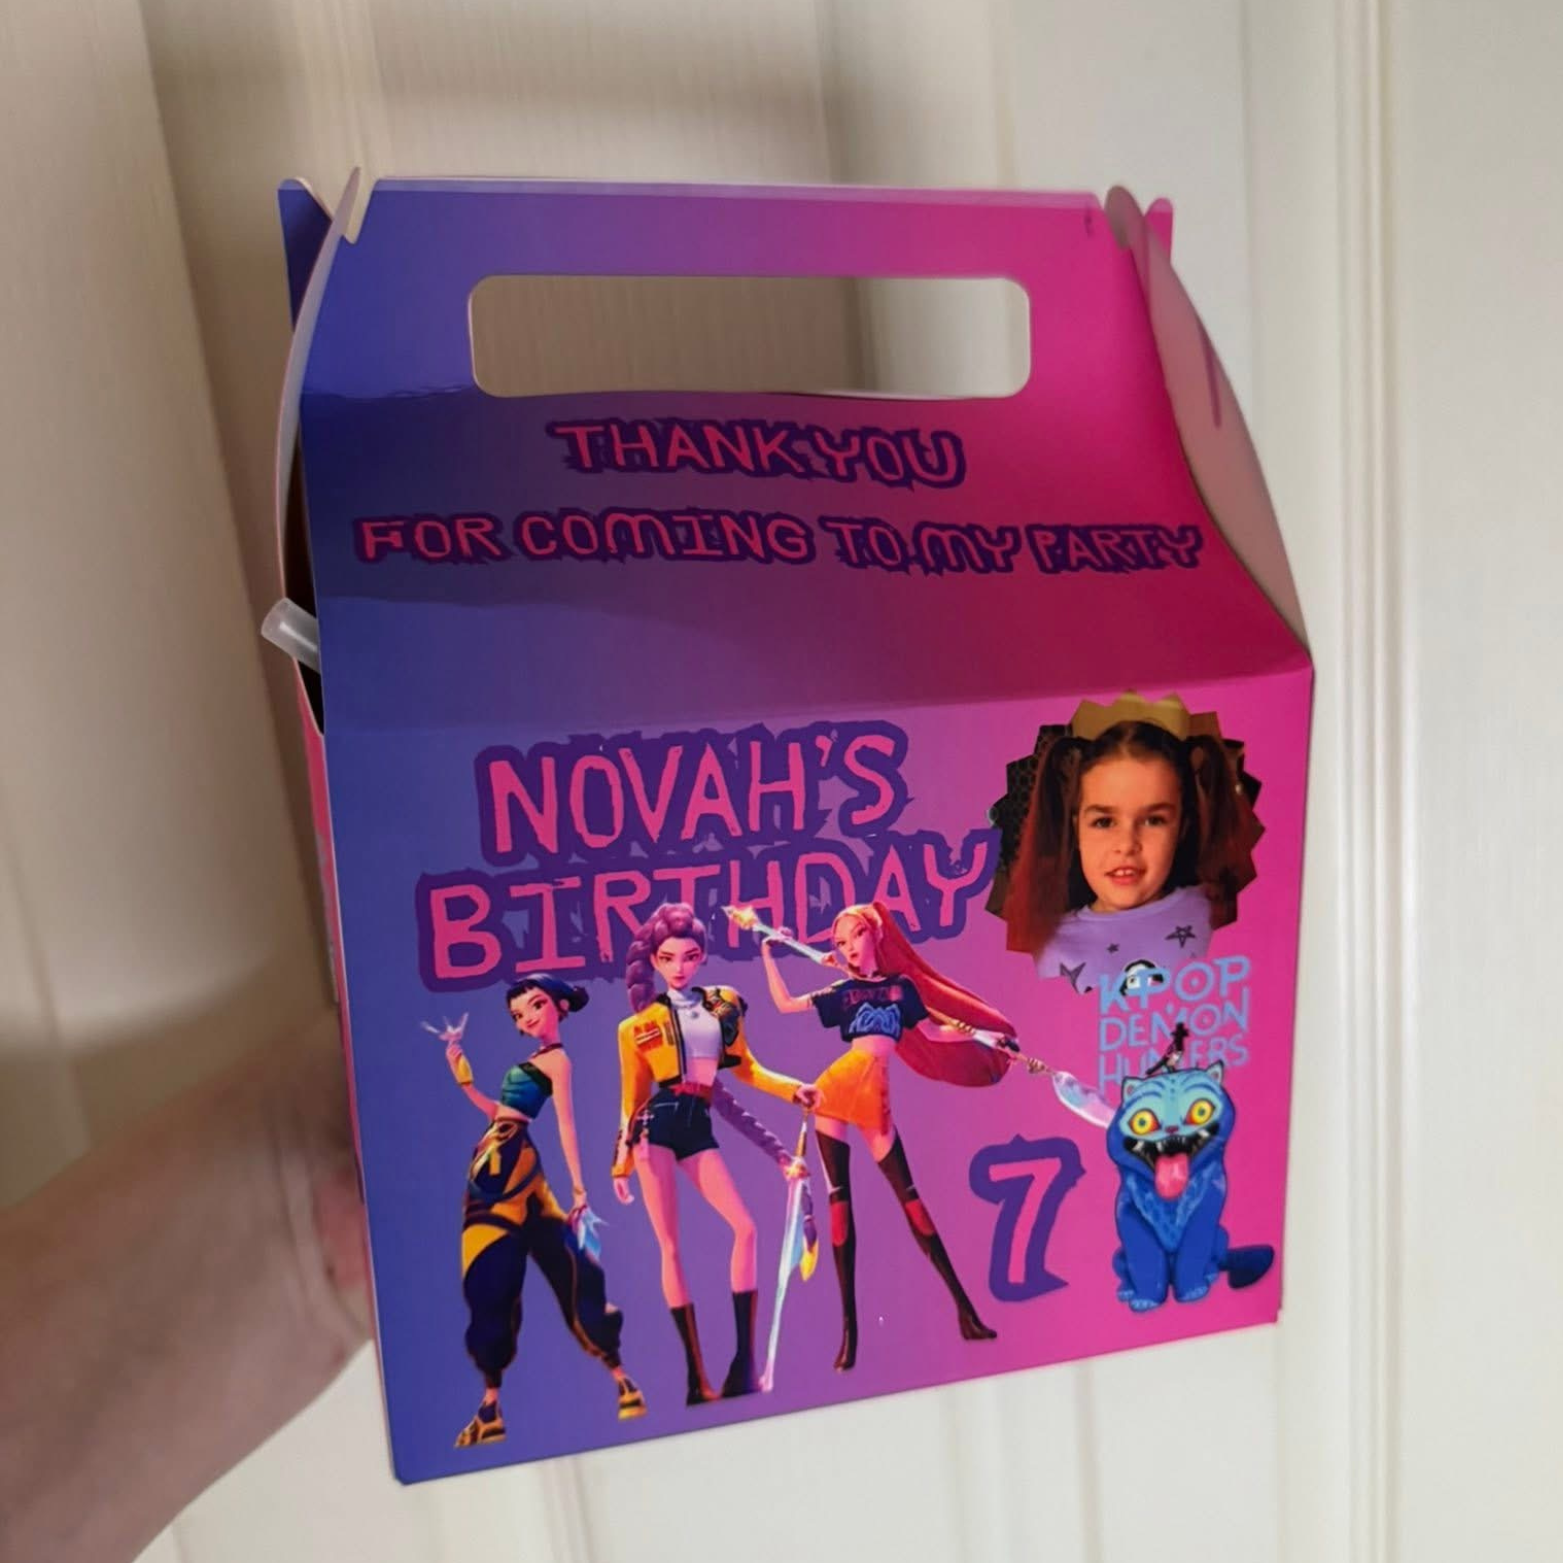 THANK YOU
FOR COMING TO MY PARTY
NOVAH'S
BIRTHDAY
KPOP
DEMON
HUNTERS
7